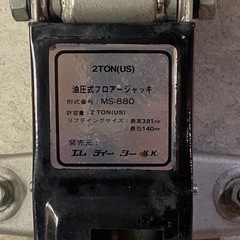 2TON(US)
油圧式フロアージャッキ
形式番号: MS-880
許容量: 2 TON(US)
リフティングサイズ: 最高381mm
最低140mm
発売元:
エム ティー シー